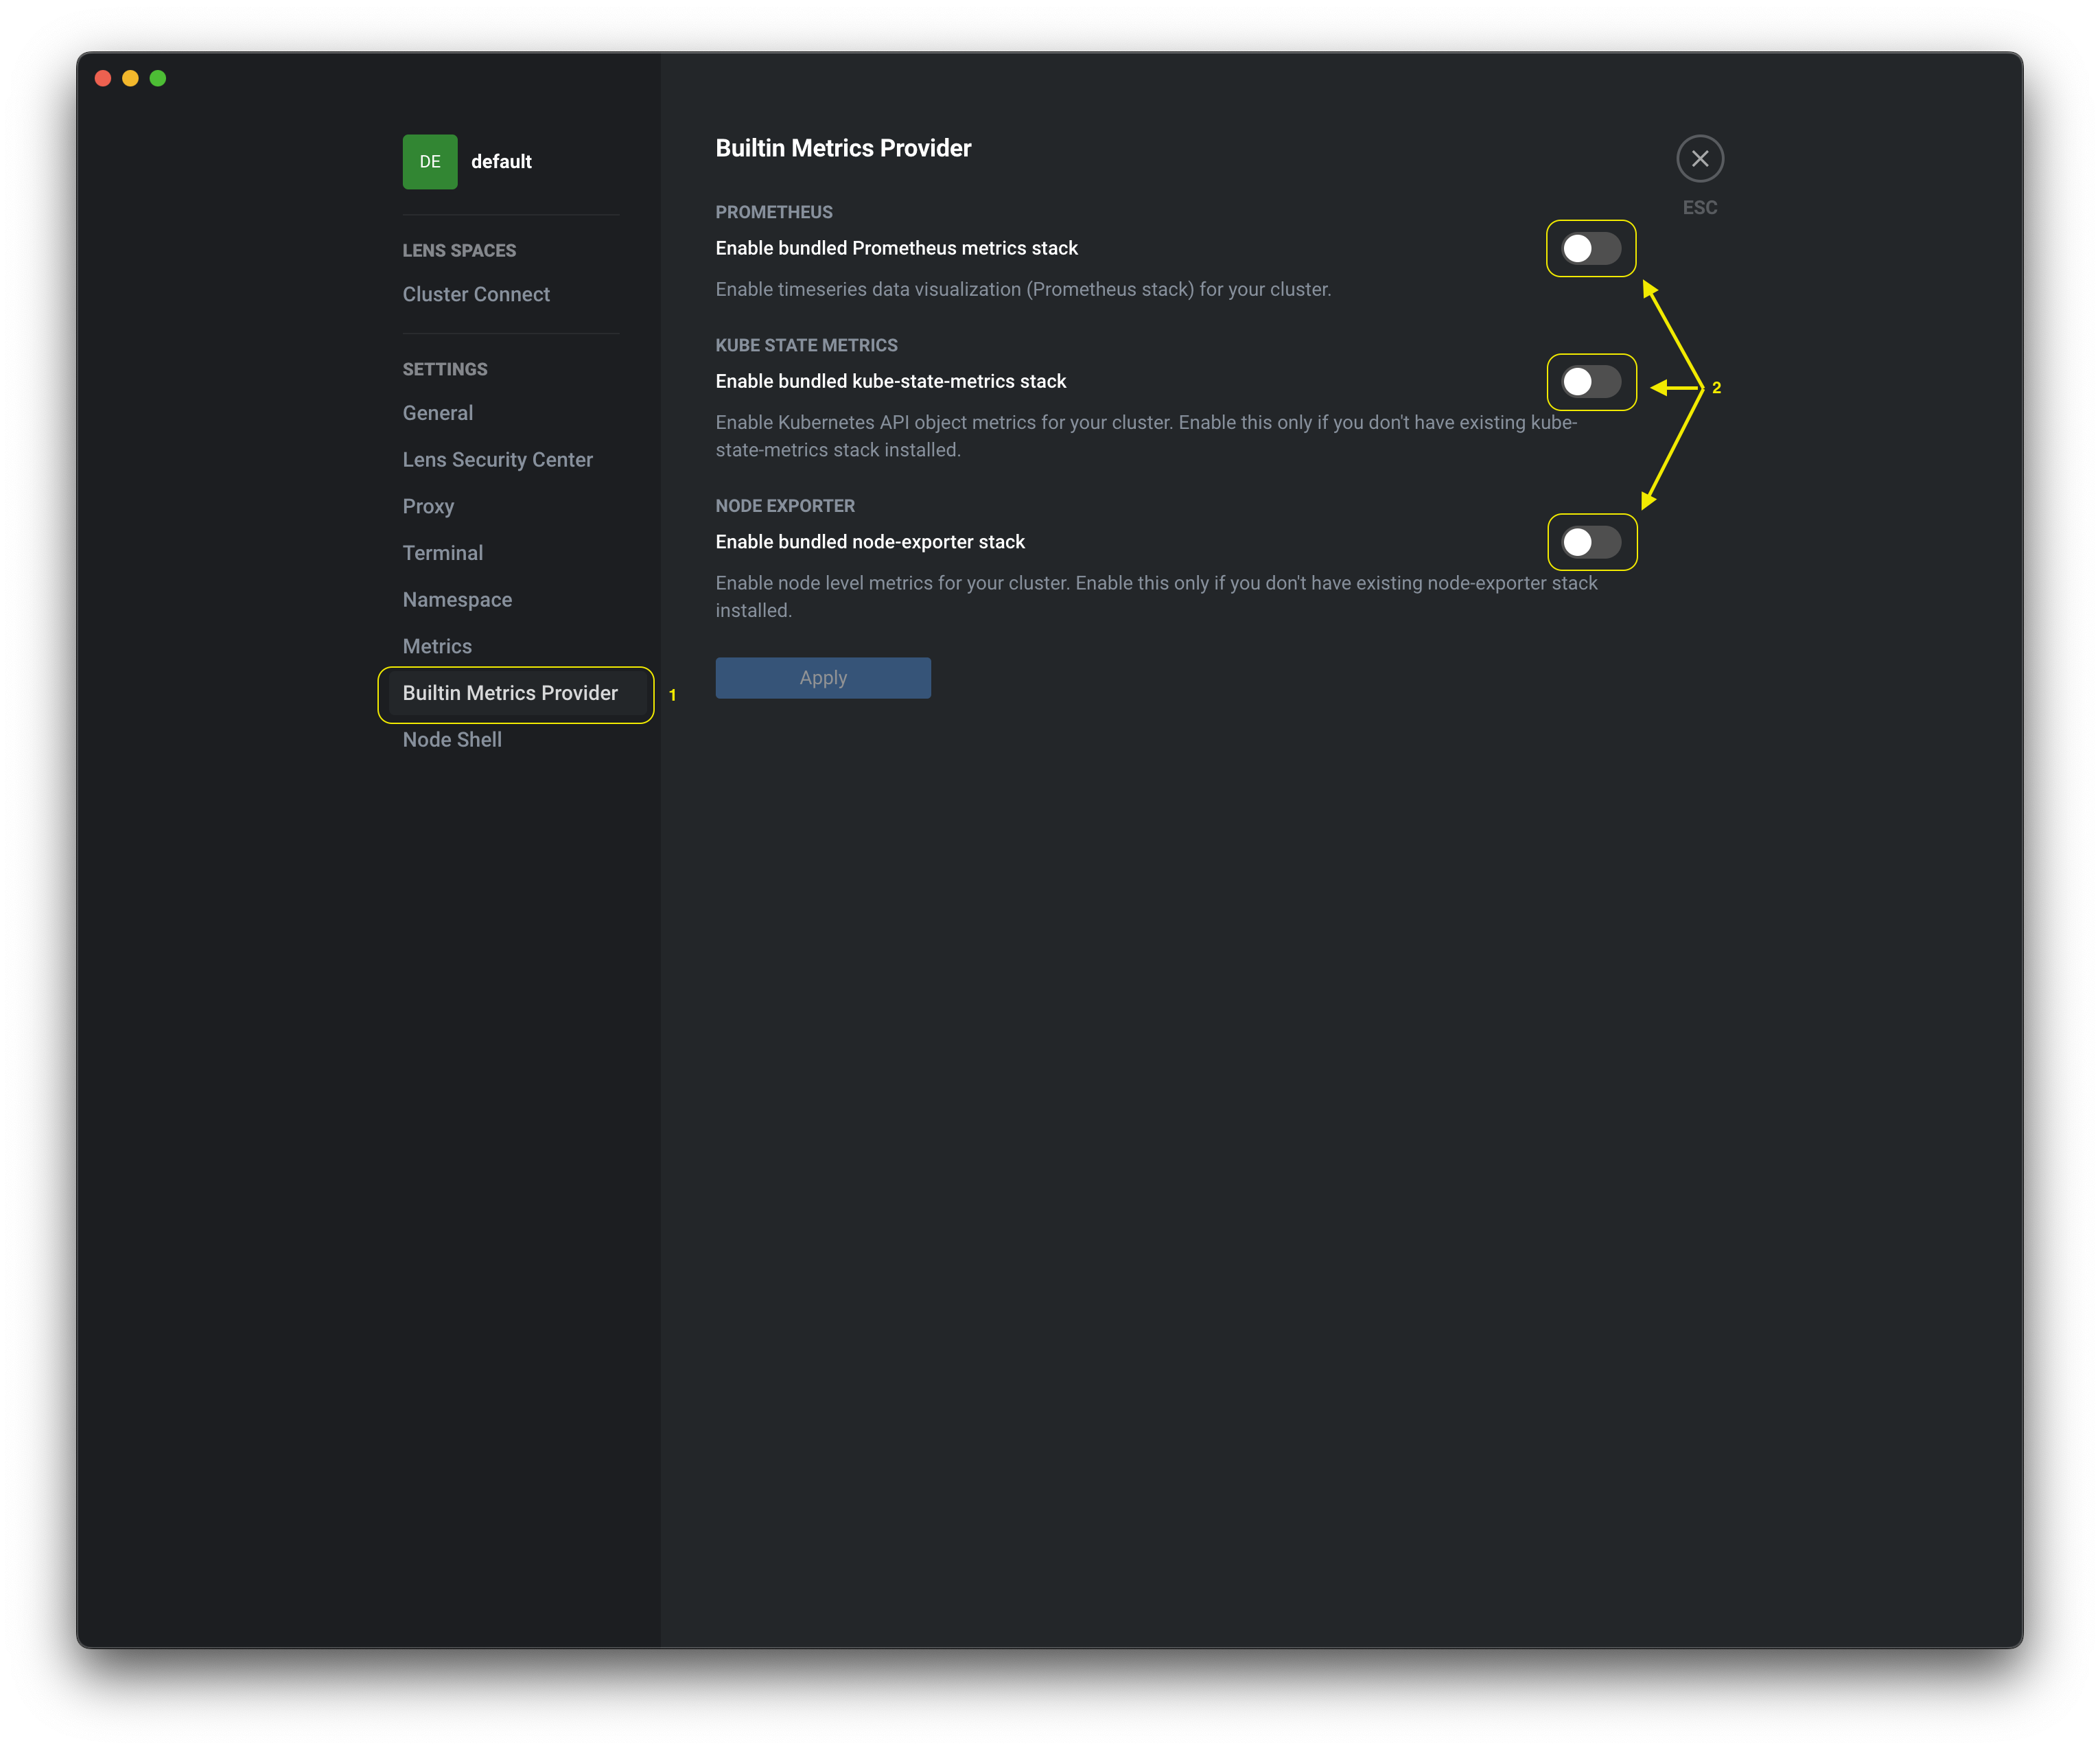 DE
default
LENS SPACES
Cluster Connect
SETTINGS
General
Lens Security Center
Proxy
Terminal
Namespace
Metrics
Builtin Metrics Provider
1
Node Shell
Builtin Metrics Provider
ESC
PROMETHEUS
Enable bundled Prometheus metrics stack
Enable timeseries data visualization (Prometheus stack) for your cluster.
KUBE STATE METRICS
Enable bundled kube-state-metrics stack
2
Enable Kubernetes API object metrics for your cluster. Enable this only if you don't have existing kube-
state-metrics stack installed.
NODE EXPORTER
Enable bundled node-exporter stack
Enable node level metrics for your cluster. Enable this only if you don't have existing node-exporter stack
installed.
Apply